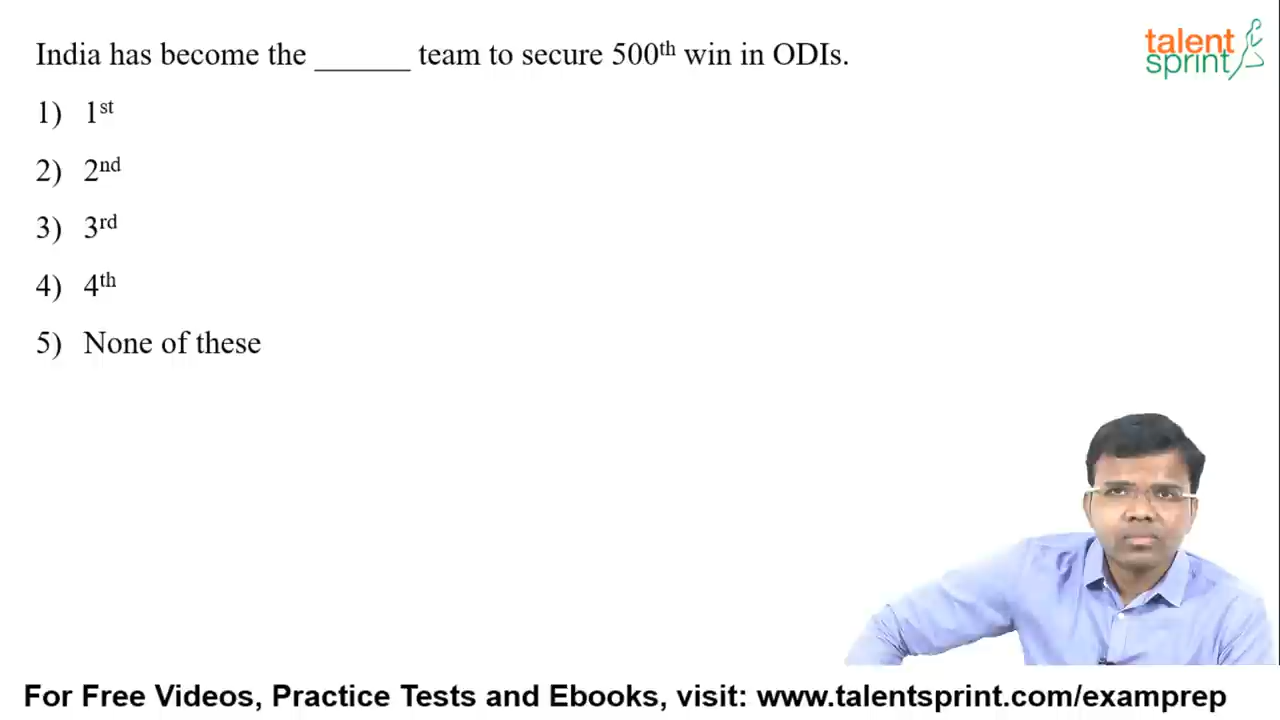 India has become the ______ team to secure 500th win in ODIs.
talent
sprint
1) 1st
2) 2nd
3) 3rd
4) 4th
5) None of these
For Free Videos, Practice Tests and Ebooks, visit: www.talentsprint.com/examprep